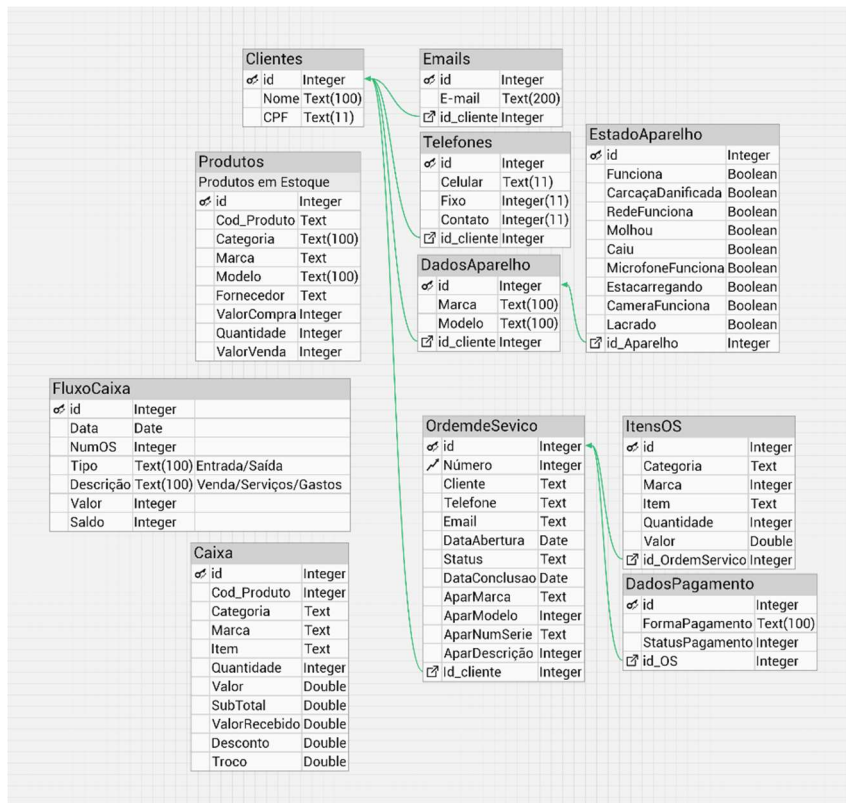 Clientes
id Integer
Nome Text(100)
CPF Text(11)
Emails
id Integer
E-mail Text(200)
id_cliente Integer
Telefones
id Integer
Celular Text(11)
Fixo Integer(11)
Contato Integer(11)
id_cliente Integer
EstadoAparelho
id Integer
Funciona Boolean
CarcaçaDanificada Boolean
RedeFunciona Boolean
Molhou Boolean
Caiu Boolean
MicrofoneFunciona Boolean
Estacarregando Boolean
CameraFunciona Boolean
Lacrado Boolean
id_Aparelho Integer
Produtos
Produtos em Estoque
id Integer
Cod_Produto Text
Categoria Text(100)
Marca Text
Modelo Text(100)
Fornecedor Text
ValorCompra Integer
Quantidade Integer
ValorVenda Integer
DadosAparelho
id Integer
Marca Text(100)
Modelo Text(100)
id_cliente Integer
FluxoCaixa
id Integer
Data Date
NumOS Integer
Tipo Text(100) Entrada/Saída
Descrição Text(100) Venda/Serviços/Gastos
Valor Integer
Saldo Integer
OrdemdeSevico
id Integer
Número Integer
Cliente Text
Telefone Text
Email Text
DataAbertura Date
Status Text
DataConclusao Date
AparMarca Text
AparModelo Integer
AparNumSerie Text
AparDescrição Integer
Id_cliente Integer
ItensOS
id Integer
Categoria Text
Marca Integer
Item Text
Quantidade Integer
Valor Double
id_OrdemServico Integer
DadosPagamento
id Integer
FormaPagamento Text(100)
StatusPagamento Integer
id_OS Integer
Caixa
id Integer
Cod_Produto Integer
Categoria Text
Marca Text
Item Text
Quantidade Integer
Valor Double
SubTotal Double
ValorRecebido Double
Desconto Double
Troco Double